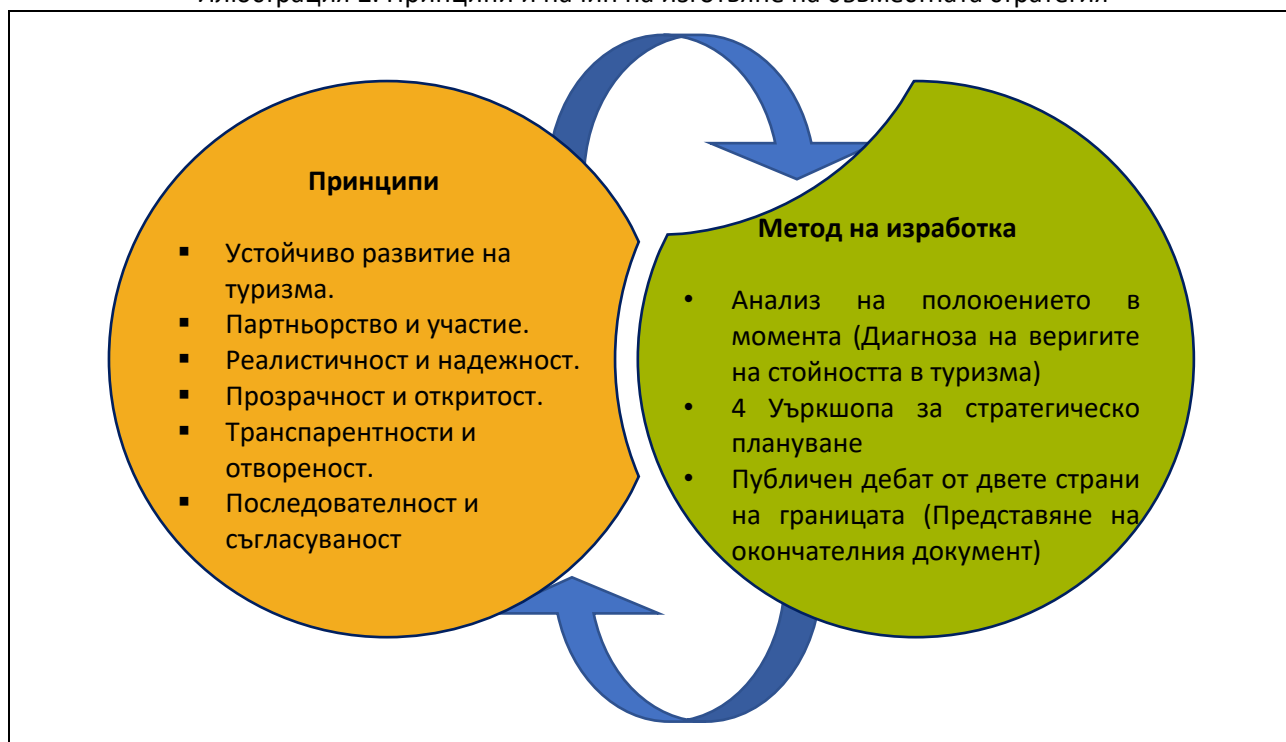 Принципи
▪ Устойчиво развитие на
туризма.
▪ Партньорство и участие.
▪ Реалистичност и надежност.
▪ Прозрачност и откритост.
▪ Транспарентности и
отвореност.
▪ Последователност и
съгласуваност
Метод на изработка
• Анализ на полоюението в
момента (Диагноза на веригите
на стойността в туризма)
• 4 Уъркшопа за стратегическо
плануване
• Публичен дебат от двете страни
на границата (Представяне на
окончателния документ)